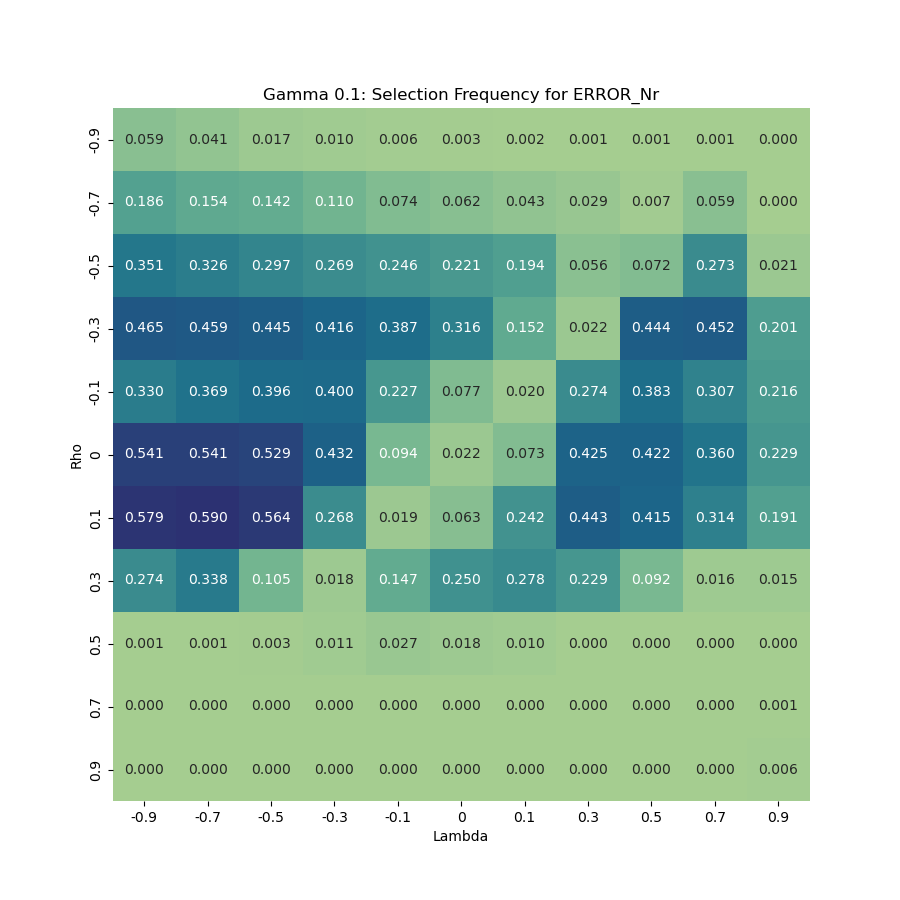 Gamma 0.1: Selection Frequency for ERROR_Nr
-0.9 0.059 0.041 0.017 0.010 0.006 0.003 0.002 0.001 0.001 0.001 0.000
-0.7 0.186 0.154 0.142 0.110 0.074 0.062 0.043 0.029 0.007 0.059 0.000
-0.5 0.351 0.326 0.297 0.269 0.246 0.221 0.194 0.056 0.072 0.273 0.021
-0.3 0.465 0.459 0.445 0.416 0.387 0.316 0.152 0.022 0.444 0.452 0.201
-0.1 0.330 0.369 0.396 0.400 0.227 0.077 0.020 0.274 0.383 0.307 0.216
Rho
0 0.541 0.541 0.529 0.432 0.094 0.022 0.073 0.425 0.422 0.360 0.229
0.1 0.579 0.590 0.564 0.268 0.019 0.063 0.242 0.443 0.415 0.314 0.191
0.3 0.274 0.338 0.105 0.018 0.147 0.250 0.278 0.229 0.092 0.016 0.015
0.5 0.001 0.001 0.003 0.011 0.027 0.018 0.010 0.000 0.000 0.000 0.000
0.7 0.000 0.000 0.000 0.000 0.000 0.000 0.000 0.000 0.000 0.000 0.001
0.9 0.000 0.000 0.000 0.000 0.000 0.000 0.000 0.000 0.000 0.000 0.006
-0.9 -0.7 -0.5 -0.3 -0.1 0 0.1 0.3 0.5 0.7 0.9
Lambda